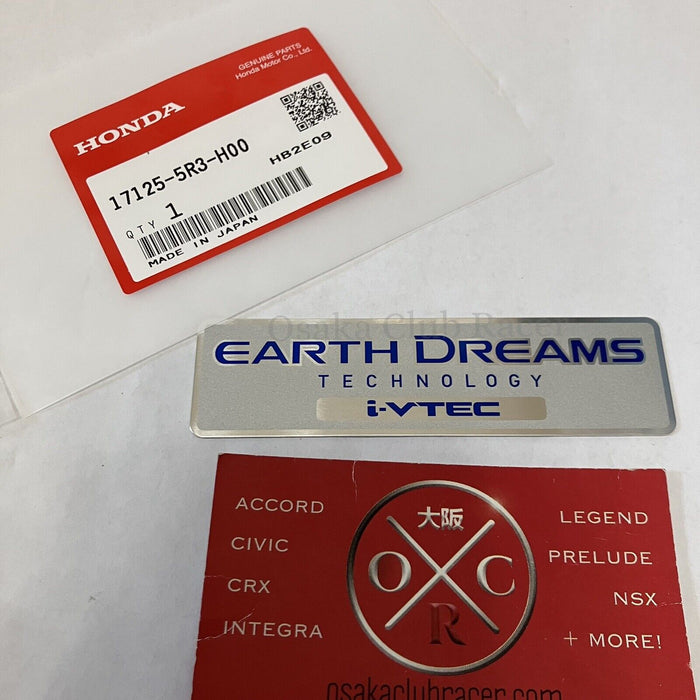 GENUINE PARTS
Honda Motor Co., Ltd.
HONDA
17125-5R3-H00
HB2E09
QTY 1
MADE IN JAPAN
Osaka Club Racer
EARTH DREAMS
TECHNOLOGY
i-VTEC
ACCORD
CIVIC
CRX
INTEGRA
大阪
O C
R
LEGEND
PRELUDE
NSX
+ MORE!
osakaclubracer.com